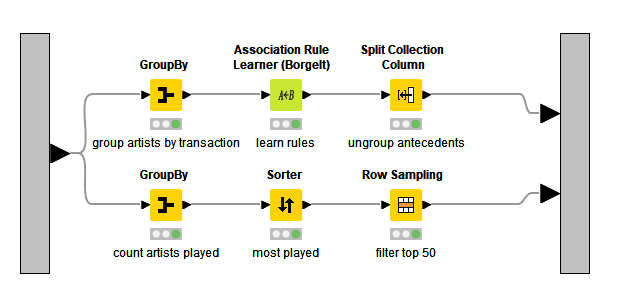 GroupBy
Association Rule
Learner (Borgelt)
Split Collection
Column
A+B
group artists by transaction
learn rules
ungroup antecedents
GroupBy
Sorter
Row Sampling
count artists played
most played
filter top 50